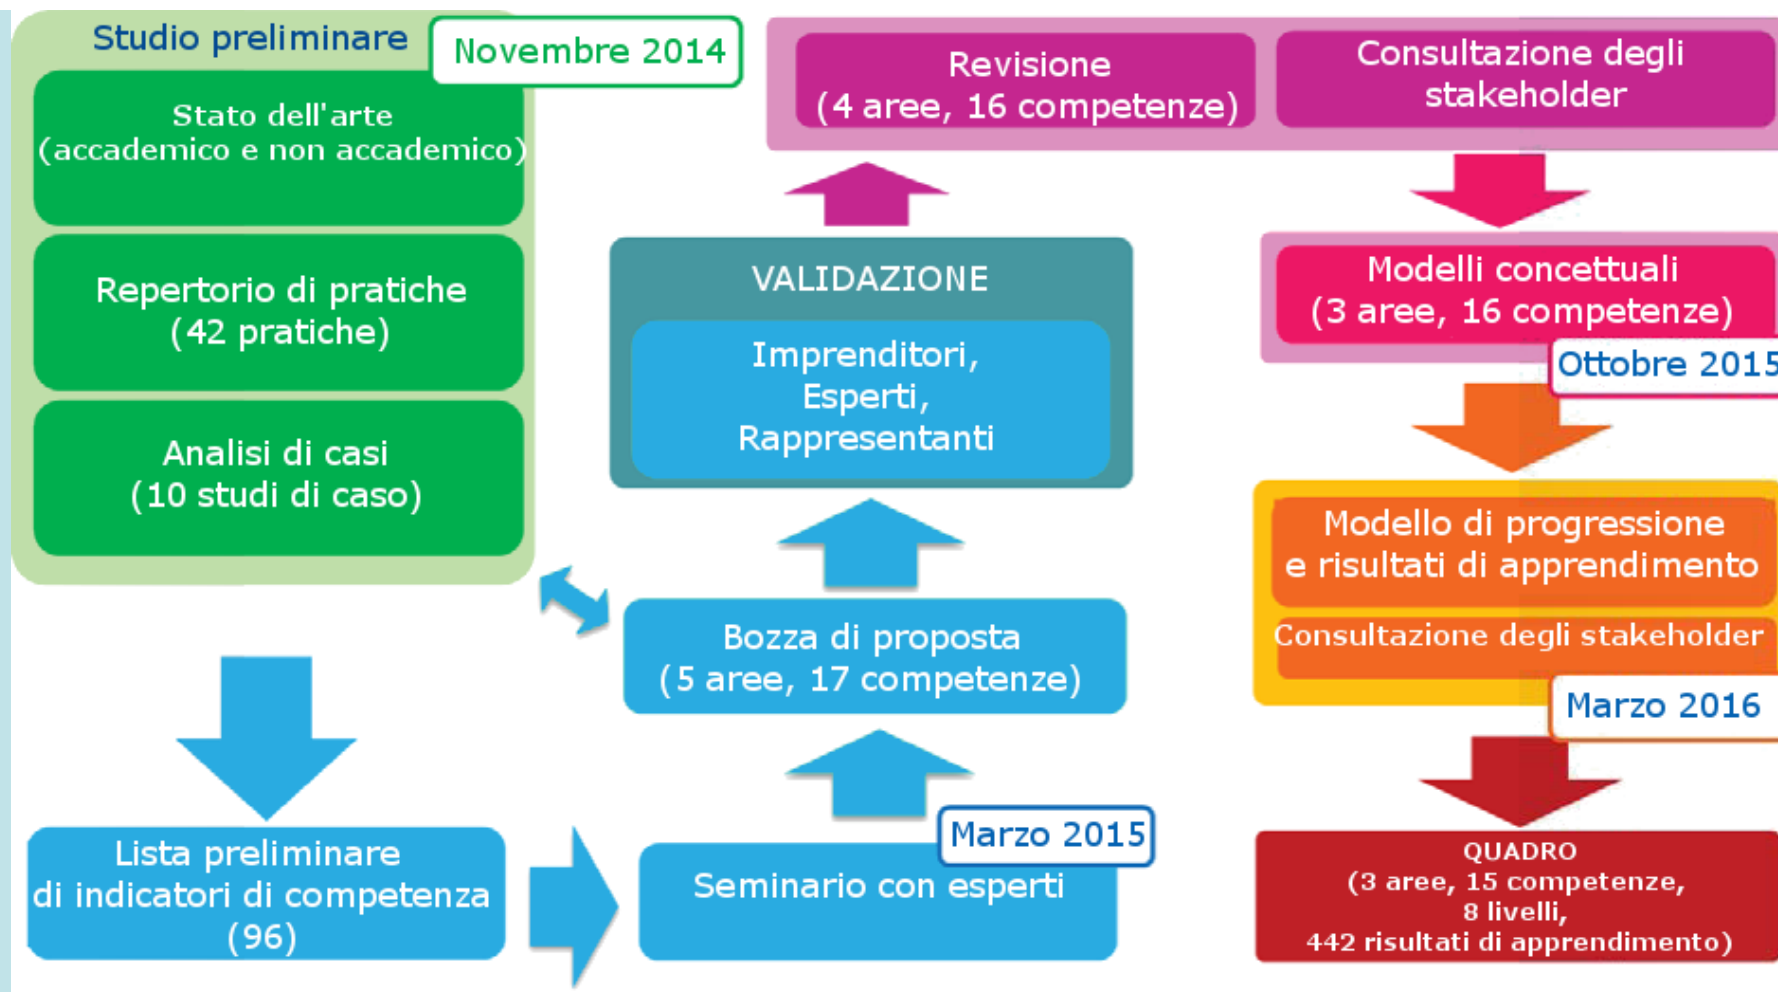 Studio preliminare
Novembre 2014
Stato dell'arte
(accademico e non accademico)
Repertorio di pratiche
(42 pratiche)
Analisi di casi
(10 studi di caso)
Lista preliminare
di indicatori di competenza
(96)
Seminario con esperti
Marzo 2015
Bozza di proposta
(5 aree, 17 competenze)
VALIDAZIONE
Imprenditori,
Esperti,
Rappresentanti
Revisione
(4 aree, 16 competenze)
Consultazione degli
stakeholder
Modelli concettuali
(3 aree, 16 competenze)
Ottobre 2015
Modello di progressione
e risultati di apprendimento
Consultazione degli stakeholder
Marzo 2016
QUADRO
(3 aree, 15 competenze,
8 livelli,
442 risultati di apprendimento)